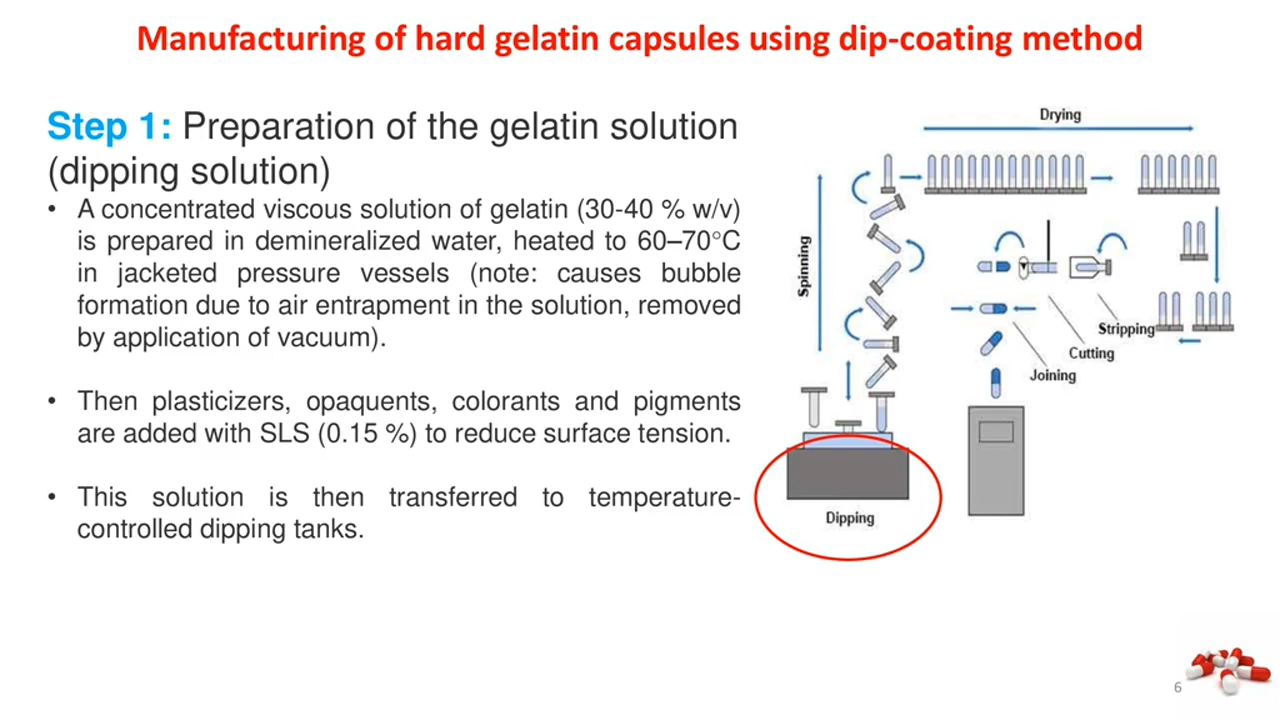 Manufacturing of hard gelatin capsules using dip-coating method
Step 1: Preparation of the gelatin solution
(dipping solution)
• A concentrated viscous solution of gelatin (30-40 % w/v)
is prepared in demineralized water, heated to 60–70°C
in jacketed pressure vessels (note: causes bubble
formation due to air entrapment in the solution, removed
by application of vacuum).
• Then plasticizers, opaquents, colorants and pigments
are added with SLS (0.15 %) to reduce surface tension.
• This solution is then transferred to temperature-
controlled dipping tanks.
Drying
Spinning
Stripping
Cutting
Joining
Dipping
6